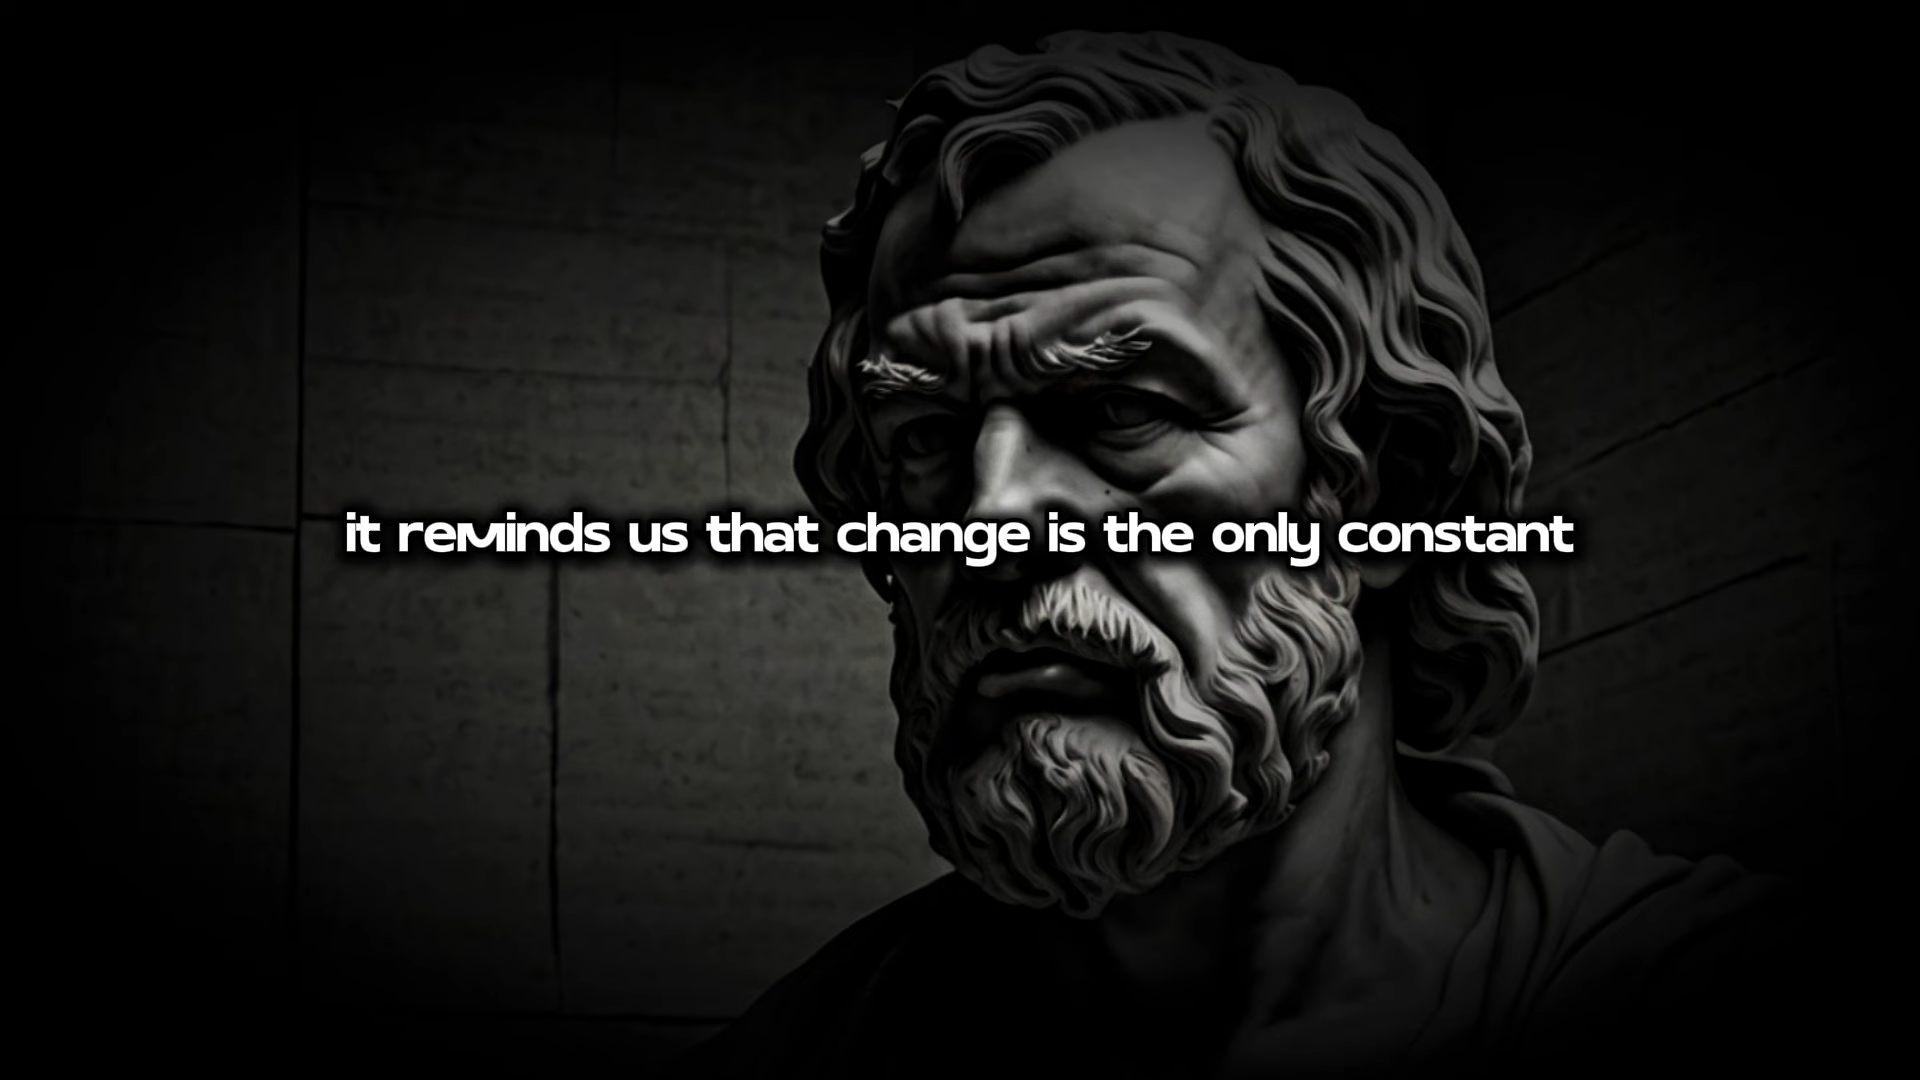 it reminds us that change is the only constant